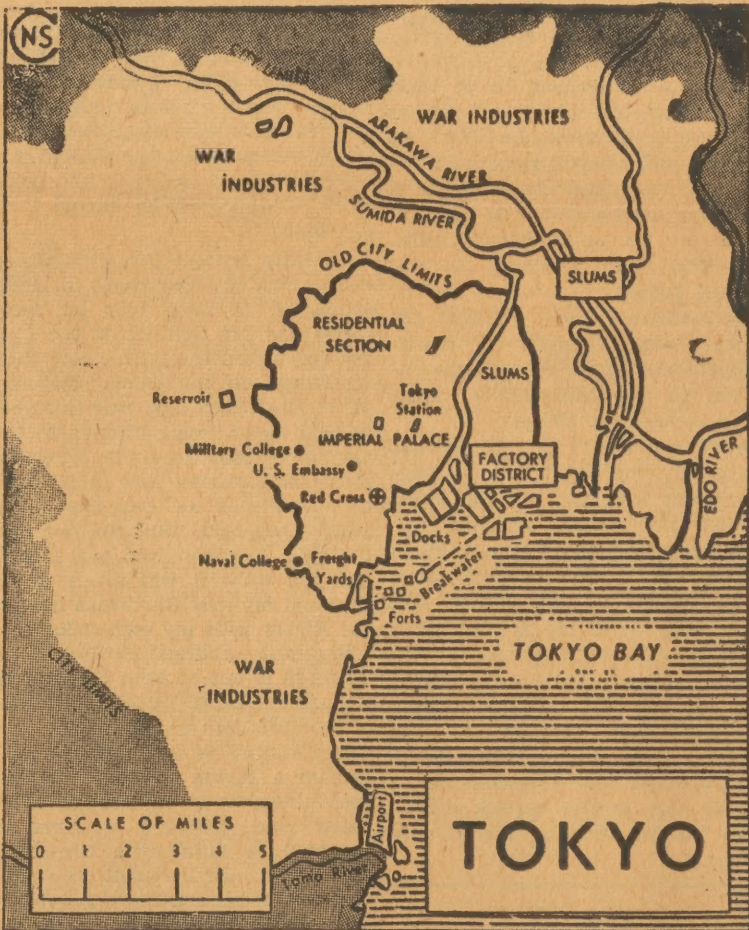 NS
CITY LIMITS
WAR INDUSTRIES
ARAKAWA RIVER
WAR
INDUSTRIES
SUMIDA RIVER
OLD CITY LIMITS
SLUMS
RESIDENTIAL
SECTION
SLUMS
Reservoir
Tokyo
Station
IMPERIAL PALACE
Military College
U. S. Embassy
FACTORY
DISTRICT
EDO RIVER
Red Cross
Docks
Naval College
Freight
Yards
Breakwater
Forts
TOKYO BAY
CITY LIMITS
WAR
INDUSTRIES
SCALE OF MILES
0 1 2 3 4 5
Airport
TOKYO
Tama River